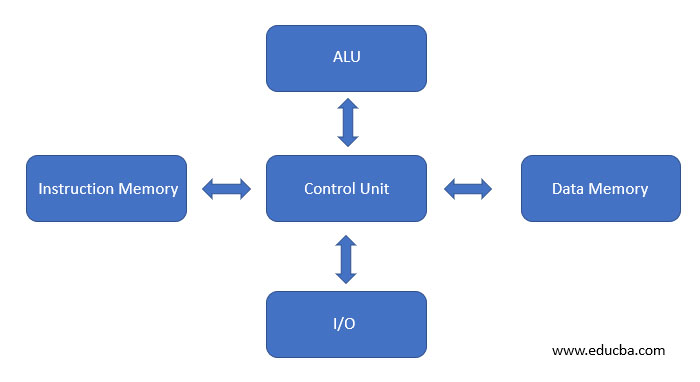 ALU
Instruction Memory
Control Unit
Data Memory
I/O
www.educba.com